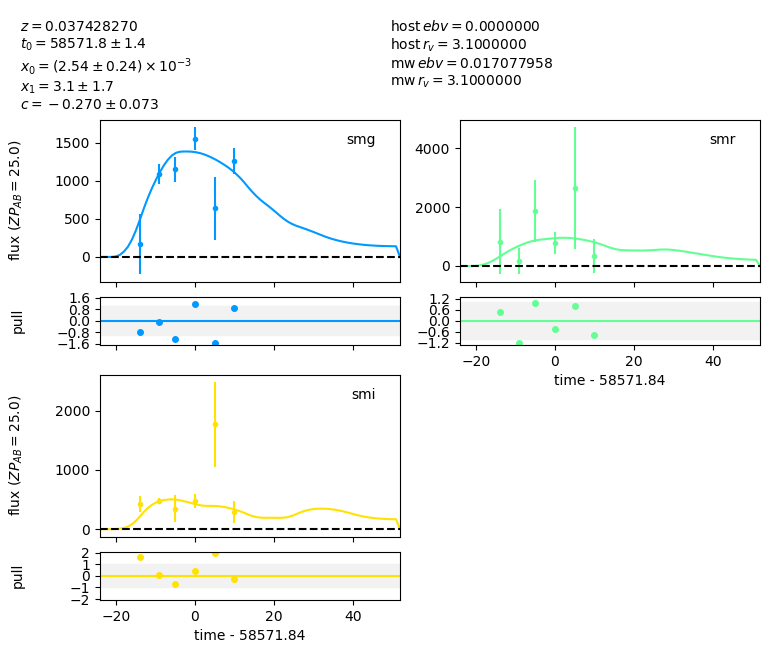 z = 0.037428270
t₀ = 58571.8 ± 1.4
x₀ = (2.54 ± 0.24) × 10⁻³
x₁ = 3.1 ± 1.7
c = −0.270 ± 0.073
host ebv = 0.0000000
host r_v = 3.1000000
mw ebv = 0.017077958
mw r_v = 3.1000000
smg
flux (ZP_AB = 25.0)
1500
1000
500
0
pull
1.6
0.8
0.0
−0.8
−1.6
smr
4000
2000
0
1.2
0.6
0.0
−0.6
−1.2
−20 0 20 40
time - 58571.84
smi
flux (ZP_AB = 25.0)
2000
1000
0
pull
2
1
0
−1
−2
−20 0 20 40
time - 58571.84